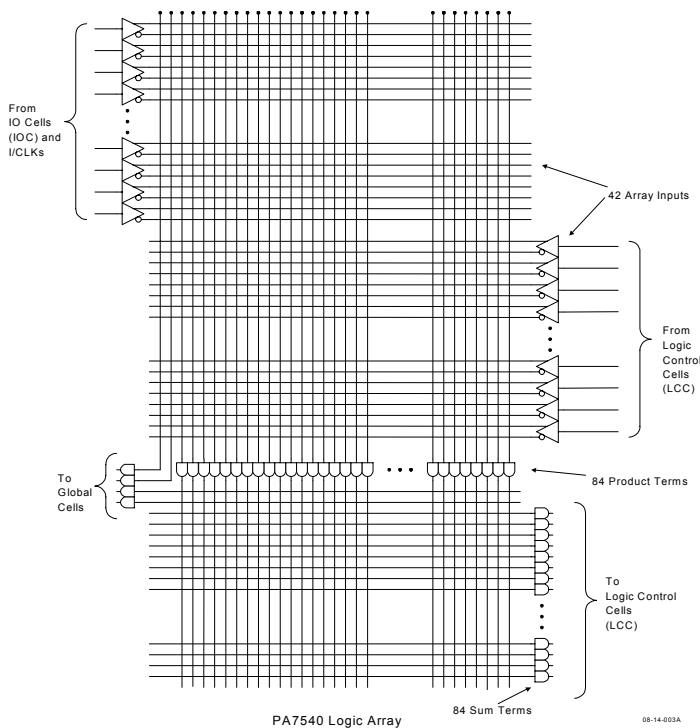 From
IO Cells
(IOC) and
I/CLKs
42 Array Inputs
From
Logic
Control
Cells
(LCC)
To
Global
Cells
84 Product Terms
To
Logic Control
Cells
(LCC)
84 Sum Terms
PA7540 Logic Array
08-14-003A